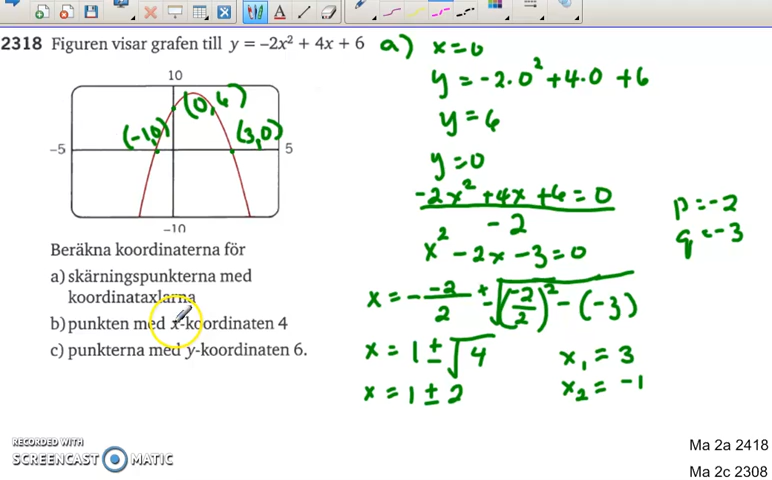 2318 Figuren visar grafen till y = –2x² + 4x + 6
10
-5
5
-10
(-1,0)
(0,6)
(3,0)
Beräkna koordinaterna för
a) skärningspunkterna med
koordinataxlarna
b) punkten med x-koordinaten 4
c) punkterna med y-koordinaten 6.
a) x=0
y = -2·0² + 4·0 + 6
y = 6
y = 0
-2x² + 4x + 6 = 0
-2
x² - 2x - 3 = 0
p = -2
q = -3
x = - -2/2 ± √(-2/2)² - (-3)
x = 1 ± √4
x = 1 ± 2
x₁ = 3
x₂ = -1
RECORDED WITH
SCREENCAST MATIC
Ma 2a 2418
Ma 2c 2308